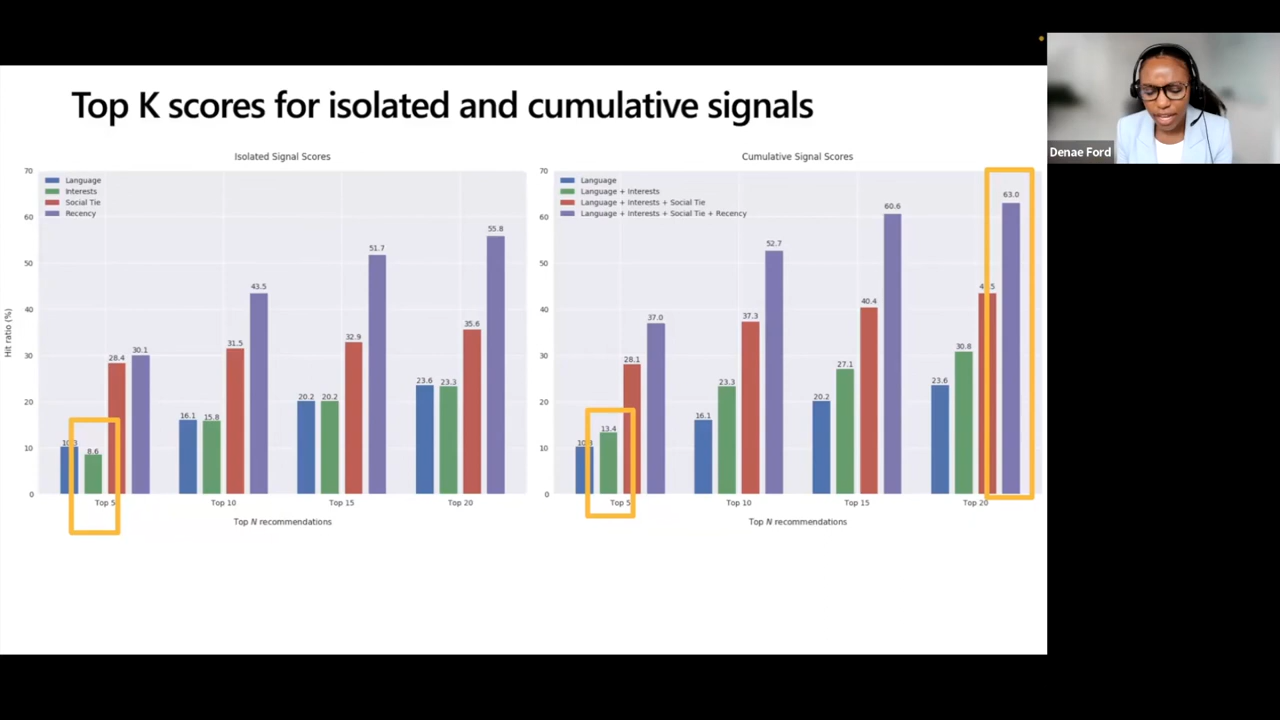 Top K scores for isolated and cumulative signals
Denae Ford
Isolated Signal Scores
Hit ratio (%)
70
60
50
40
30
20
10
0
Language
Interests
Social Tie
Recency
10.3
8.6
28.4
30.1
16.1
15.8
31.5
43.5
20.2
20.2
32.9
51.7
23.6
23.3
35.6
55.8
Top 5
Top 10
Top 15
Top 20
Top N recommendations
Cumulative Signal Scores
70
60
50
40
30
20
10
0
Language
Language + Interests
Language + Interests + Social Tie
Language + Interests + Social Tie + Recency
13.4
28.1
37.0
16.1
23.3
37.3
52.7
20.2
27.1
40.4
60.6
23.6
30.8
63.0
Top 5
Top 10
Top 15
Top 20
Top N recommendations